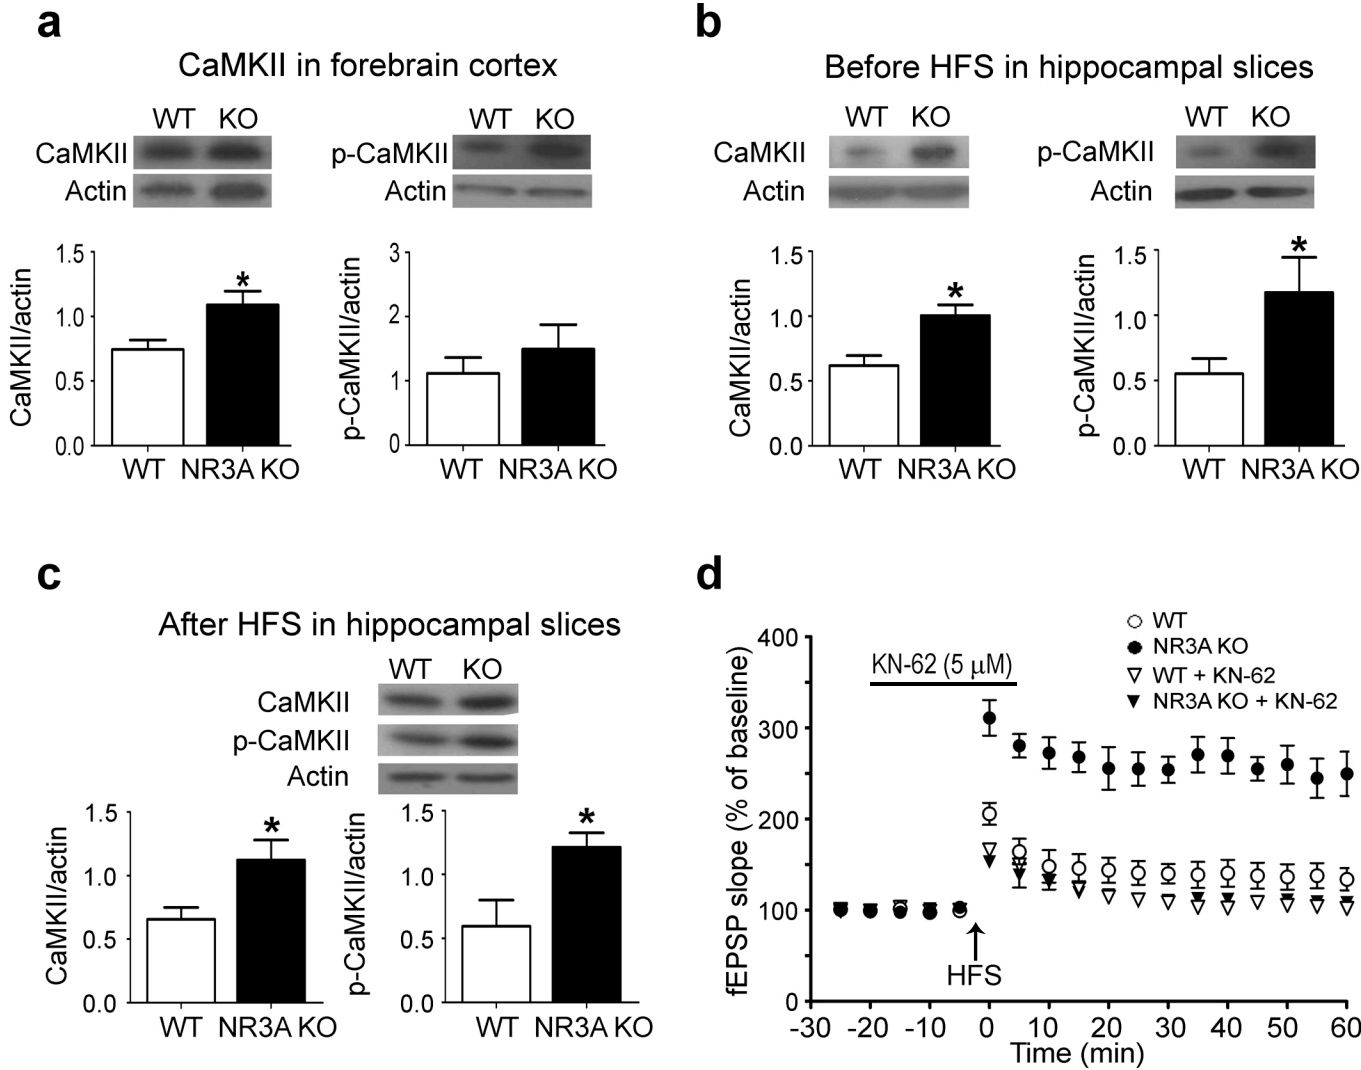 a
CaMKII in forebrain cortex
WT KO
CaMKII
Actin
WT KO
p-CaMKII
Actin
CaMKII/actin
1.5
1.0
0.5
0.0
*
WT NR3A KO
p-CaMKII/actin
3
2
1
0
WT NR3A KO
b
Before HFS in hippocampal slices
WT KO
CaMKII
Actin
WT KO
p-CaMKII
Actin
CaMKII/actin
1.5
1.0
0.5
0.0
*
WT NR3A KO
p-CaMKII/actin
1.5
1.0
0.5
0.0
*
WT NR3A KO
c
After HFS in hippocampal slices
WT KO
CaMKII
p-CaMKII
Actin
CaMKII/actin
1.5
1.0
0.5
0.0
*
WT NR3A KO
p-CaMKII/actin
1.5
1.0
0.5
0.0
*
WT NR3A KO
d
WT
NR3A KO
WT + KN-62
NR3A KO + KN-62
KN-62 (5 μM)
fEPSP slope (% of baseline)
400
300
200
100
0
HFS
-30 -20 -10 0 10 20 30 40 50 60
Time (min)